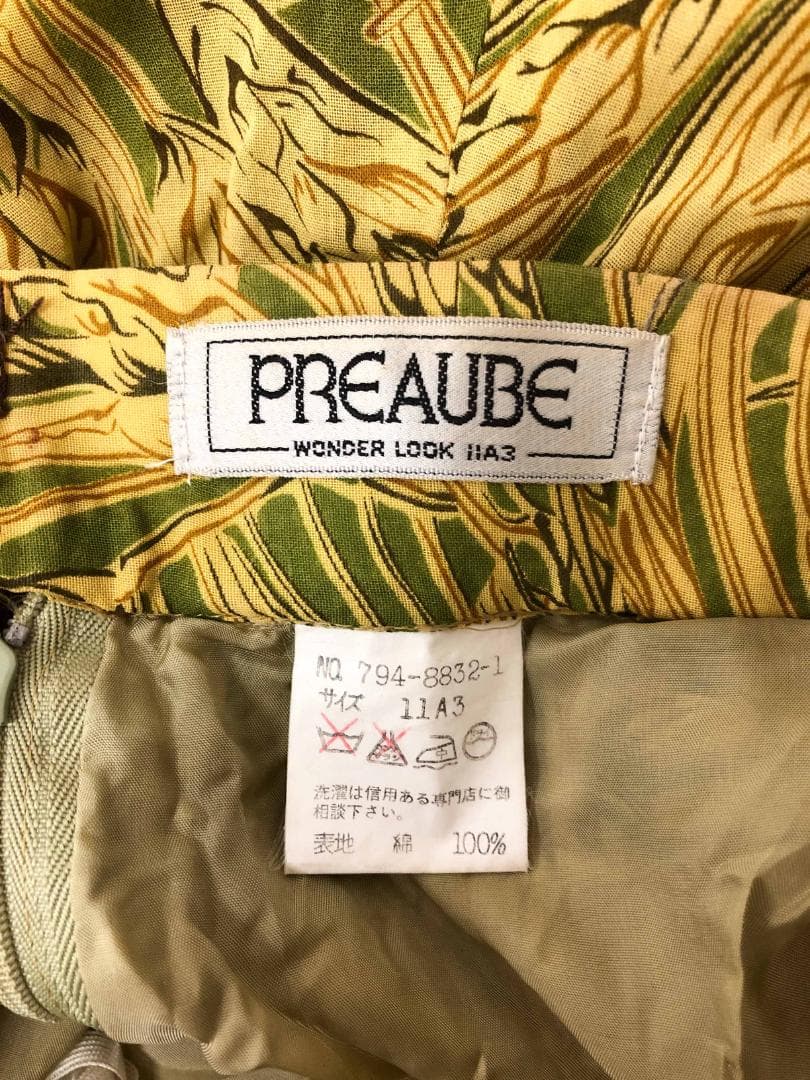 PREAUBE
WONDER LOOK 11A3
NO. 794-8832-1
サイズ 11A3
洗濯は信用ある専門店に御
相談下さい。
表地 綿 100%